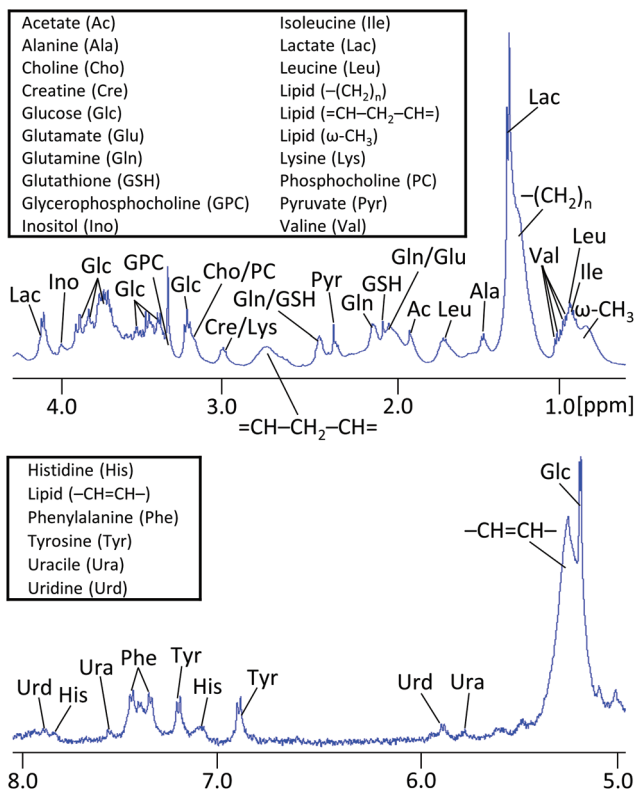 Acetate (Ac)
Alanine (Ala)
Choline (Cho)
Creatine (Cre)
Glucose (Glc)
Glutamate (Glu)
Glutamine (Gln)
Glutathione (GSH)
Glycerophosphocholine (GPC)
Inositol (Ino)
Isoleucine (Ile)
Lactate (Lac)
Leucine (Leu)
Lipid (–(CH₂)ₙ)
Lipid (=CH–CH₂–CH=)
Lipid (ω-CH₃)
Lysine (Lys)
Phosphocholine (PC)
Pyruvate (Pyr)
Valine (Val)
Lac
–(CH₂)ₙ
Lac
Ino
Glc
Glc
GPC
Glc
Cho/PC
Cre/Lys
Gln/GSH
Pyr
Gln
GSH
Gln/Glu
Ac
Leu
Ala
Val
Leu
Ile
ω-CH₃
4.0 3.0 2.0 1.0[ppm]
=CH–CH₂–CH=
Histidine (His)
Lipid (–CH=CH–)
Phenylalanine (Phe)
Tyrosine (Tyr)
Uracile (Ura)
Uridine (Urd)
Glc
–CH=CH–
Urd
His
Ura
Phe
Tyr
His
Tyr
Urd
Ura
8.0 7.0 6.0 5.0